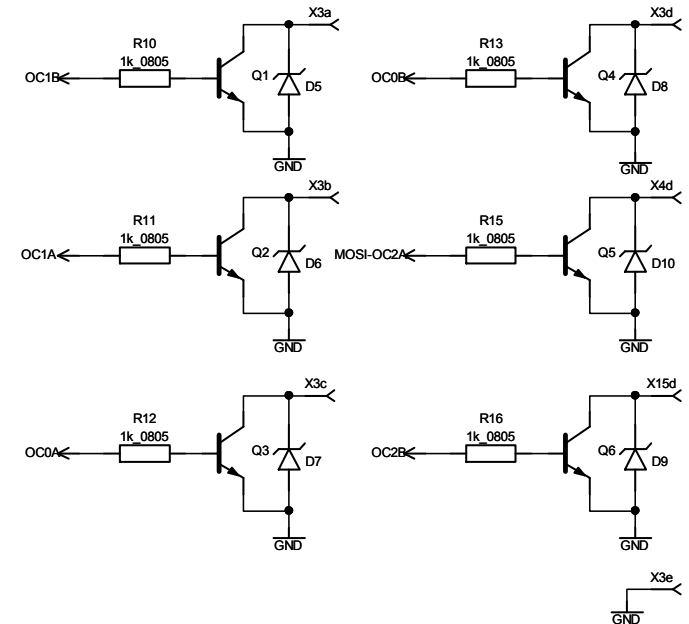 X3a
R10
1k_0805
OC1B
Q1
D5
GND
X3d
R13
1k_0805
OC0B
Q4
D8
GND
X3b
R11
1k_0805
OC1A
Q2
D6
GND
X4d
R15
1k_0805
MOSI-OC2A
Q5
D10
GND
X3c
R12
1k_0805
OC0A
Q3
D7
GND
X15d
R16
1k_0805
OC2B
Q6
D9
GND
X3e
GND